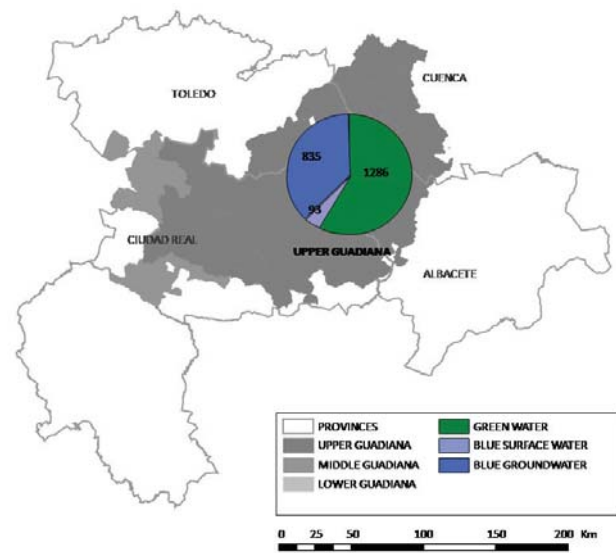 TOLEDO
CUENCA
835
1286
93
CIUDAD REAL
UPPER GUADIANA
ALBACETE
PROVINCES
GREEN WATER
UPPER GUADIANA
BLUE SURFACE WATER
MIDDLE GUADIANA
BLUE GROUNDWATER
LOWER GUADIANA
0 25 50 100 150 200 Km